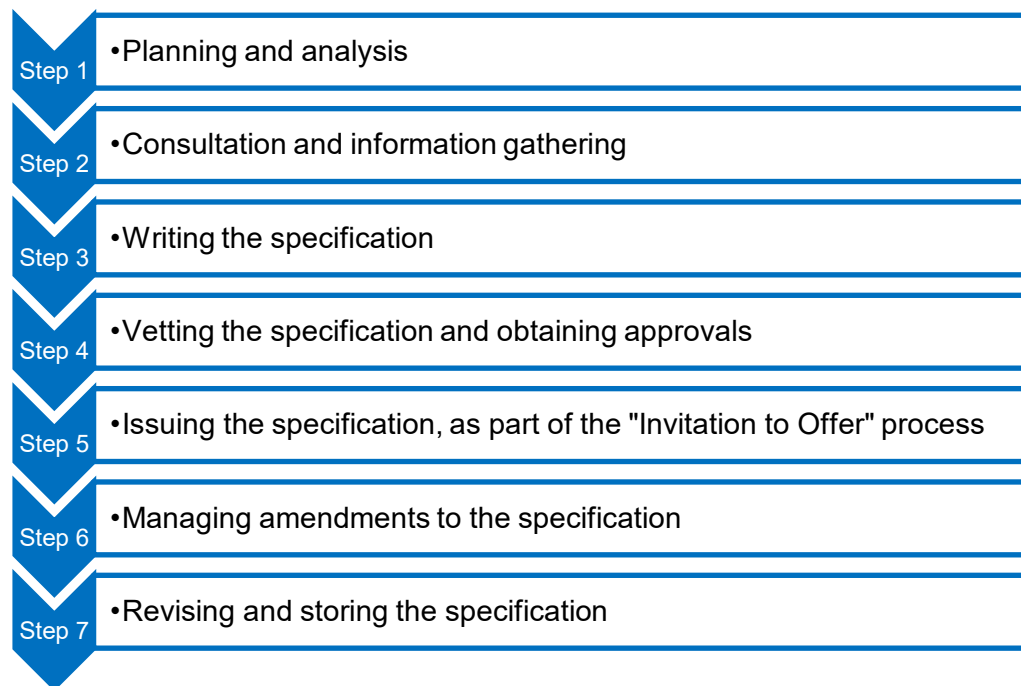 Step 1
•Planning and analysis
Step 2
•Consultation and information gathering
Step 3
•Writing the specification
Step 4
•Vetting the specification and obtaining approvals
Step 5
•Issuing the specification, as part of the "Invitation to Offer" process
Step 6
•Managing amendments to the specification
Step 7
•Revising and storing the specification